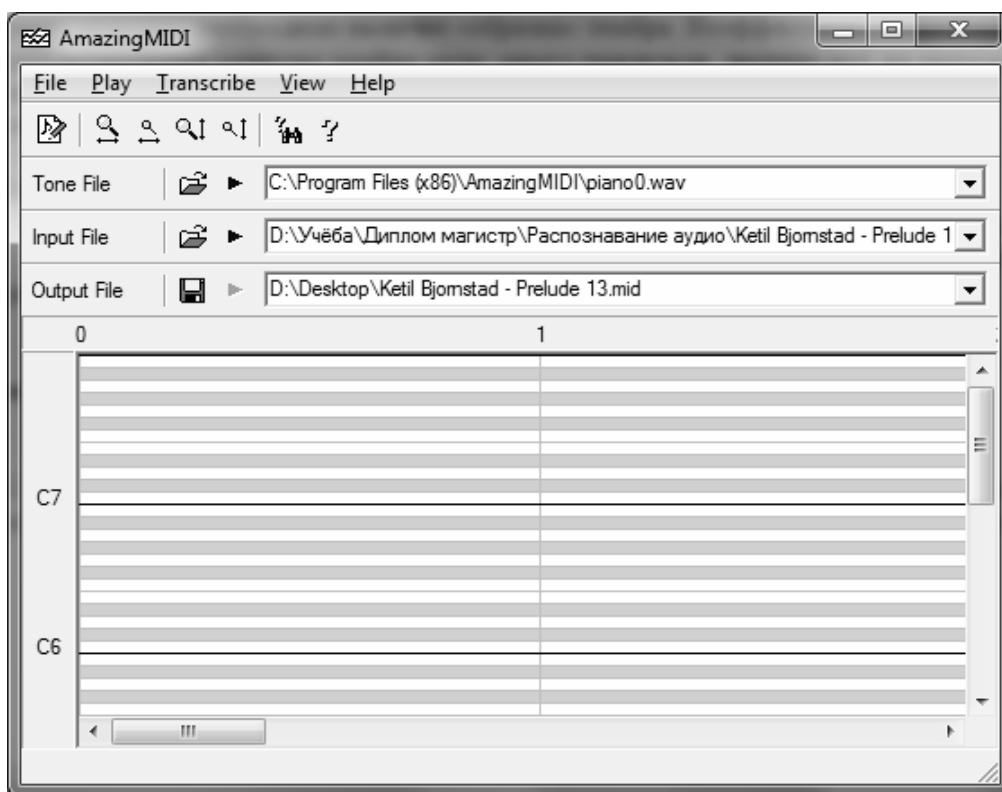 AmazingMIDI
File Play Transcribe View Help
Tone File C:\Program Files (x86)\AmazingMIDI\piano0.wav
Input File D:\Учёба\Диплом магистр\Распознавание аудио\Ketil Bjornstad - Prelude 1
Output File D:\Desktop\Ketil Bjornstad - Prelude 13.mid
0 1
C7
C6